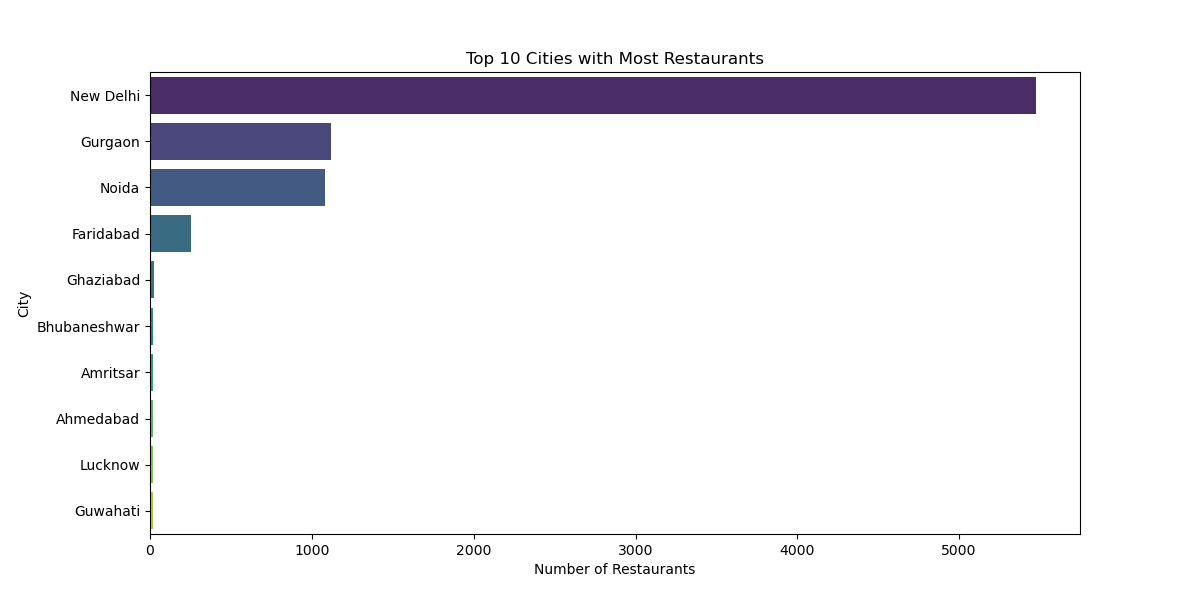 Top 10 Cities with Most Restaurants
New Delhi
Gurgaon
Noida
Faridabad
Ghaziabad
Bhubaneshwar
Amritsar
Ahmedabad
Lucknow
Guwahati
City
0 1000 2000 3000 4000 5000
Number of Restaurants